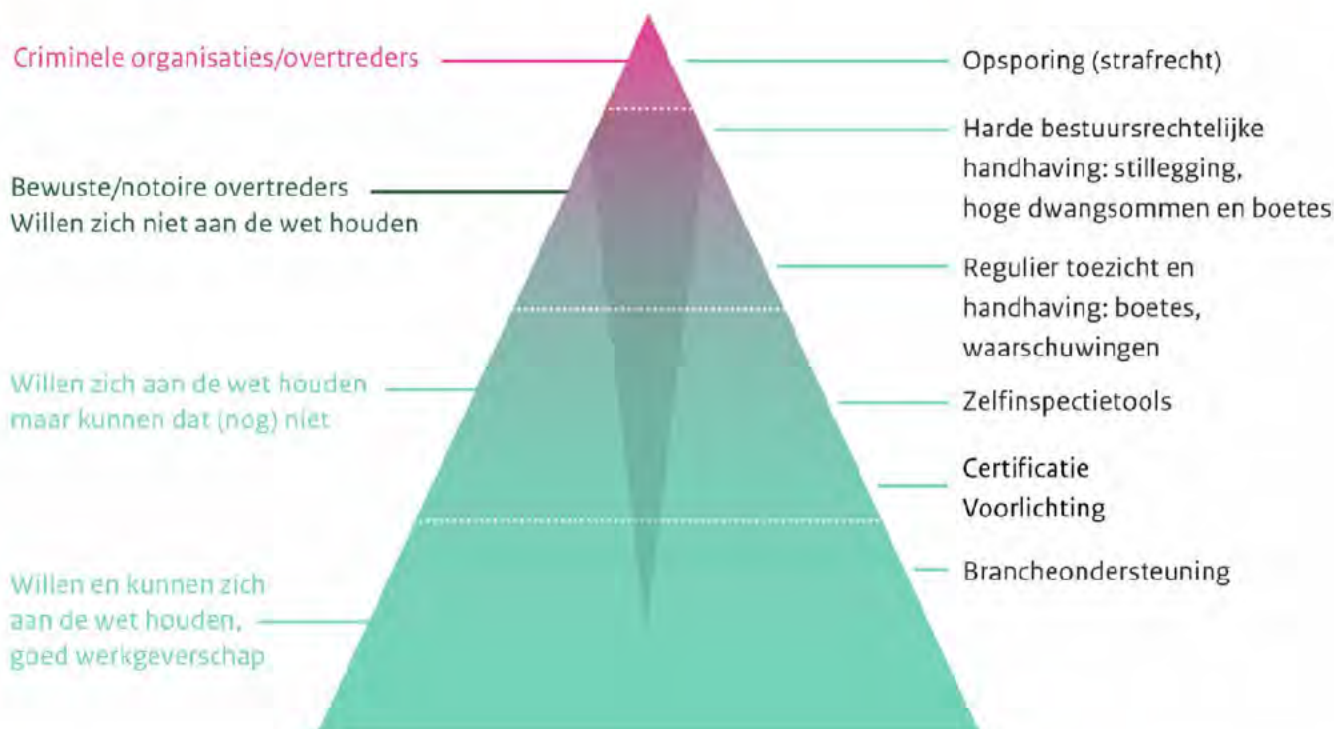 Criminele organisaties/overtreders
Bewuste/notoire overtreders
Willen zich niet aan de wet houden
Willen zich aan de wet houden
maar kunnen dat (nog) niet
Willen en kunnen zich
aan de wet houden,
goed werkgeverschap
Opsporing (strafrecht)
Harde bestuursrechtelijke
handhaving: stillegging,
hoge dwangsommen en boetes
Regulier toezicht en
handhaving: boetes,
waarschuwingen
Zelfinspectietools
Certificatie
Voorlichting
Brancheondersteuning